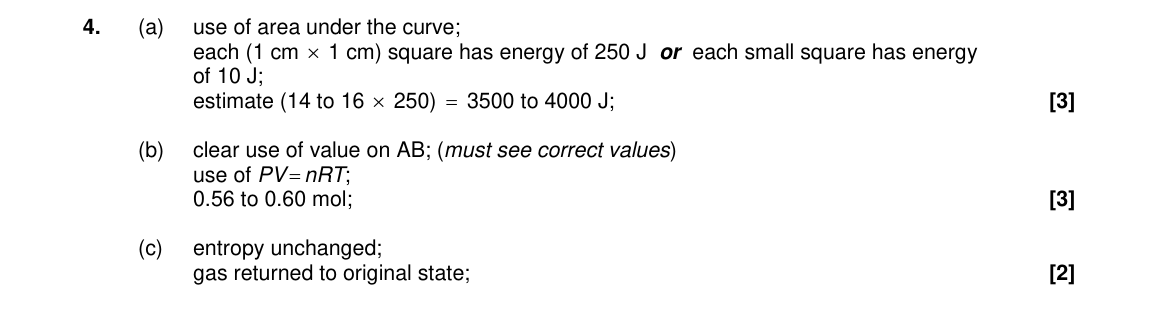 4. (a) use of area under the curve;
each (1 cm × 1 cm) square has energy of 250 J or each small square has energy
of 10 J;
estimate (14 to 16 × 250) = 3500 to 4000 J; [3]
(b) clear use of value on AB; (must see correct values)
use of PV= nRT;
0.56 to 0.60 mol; [3]
(c) entropy unchanged;
gas returned to original state; [2]